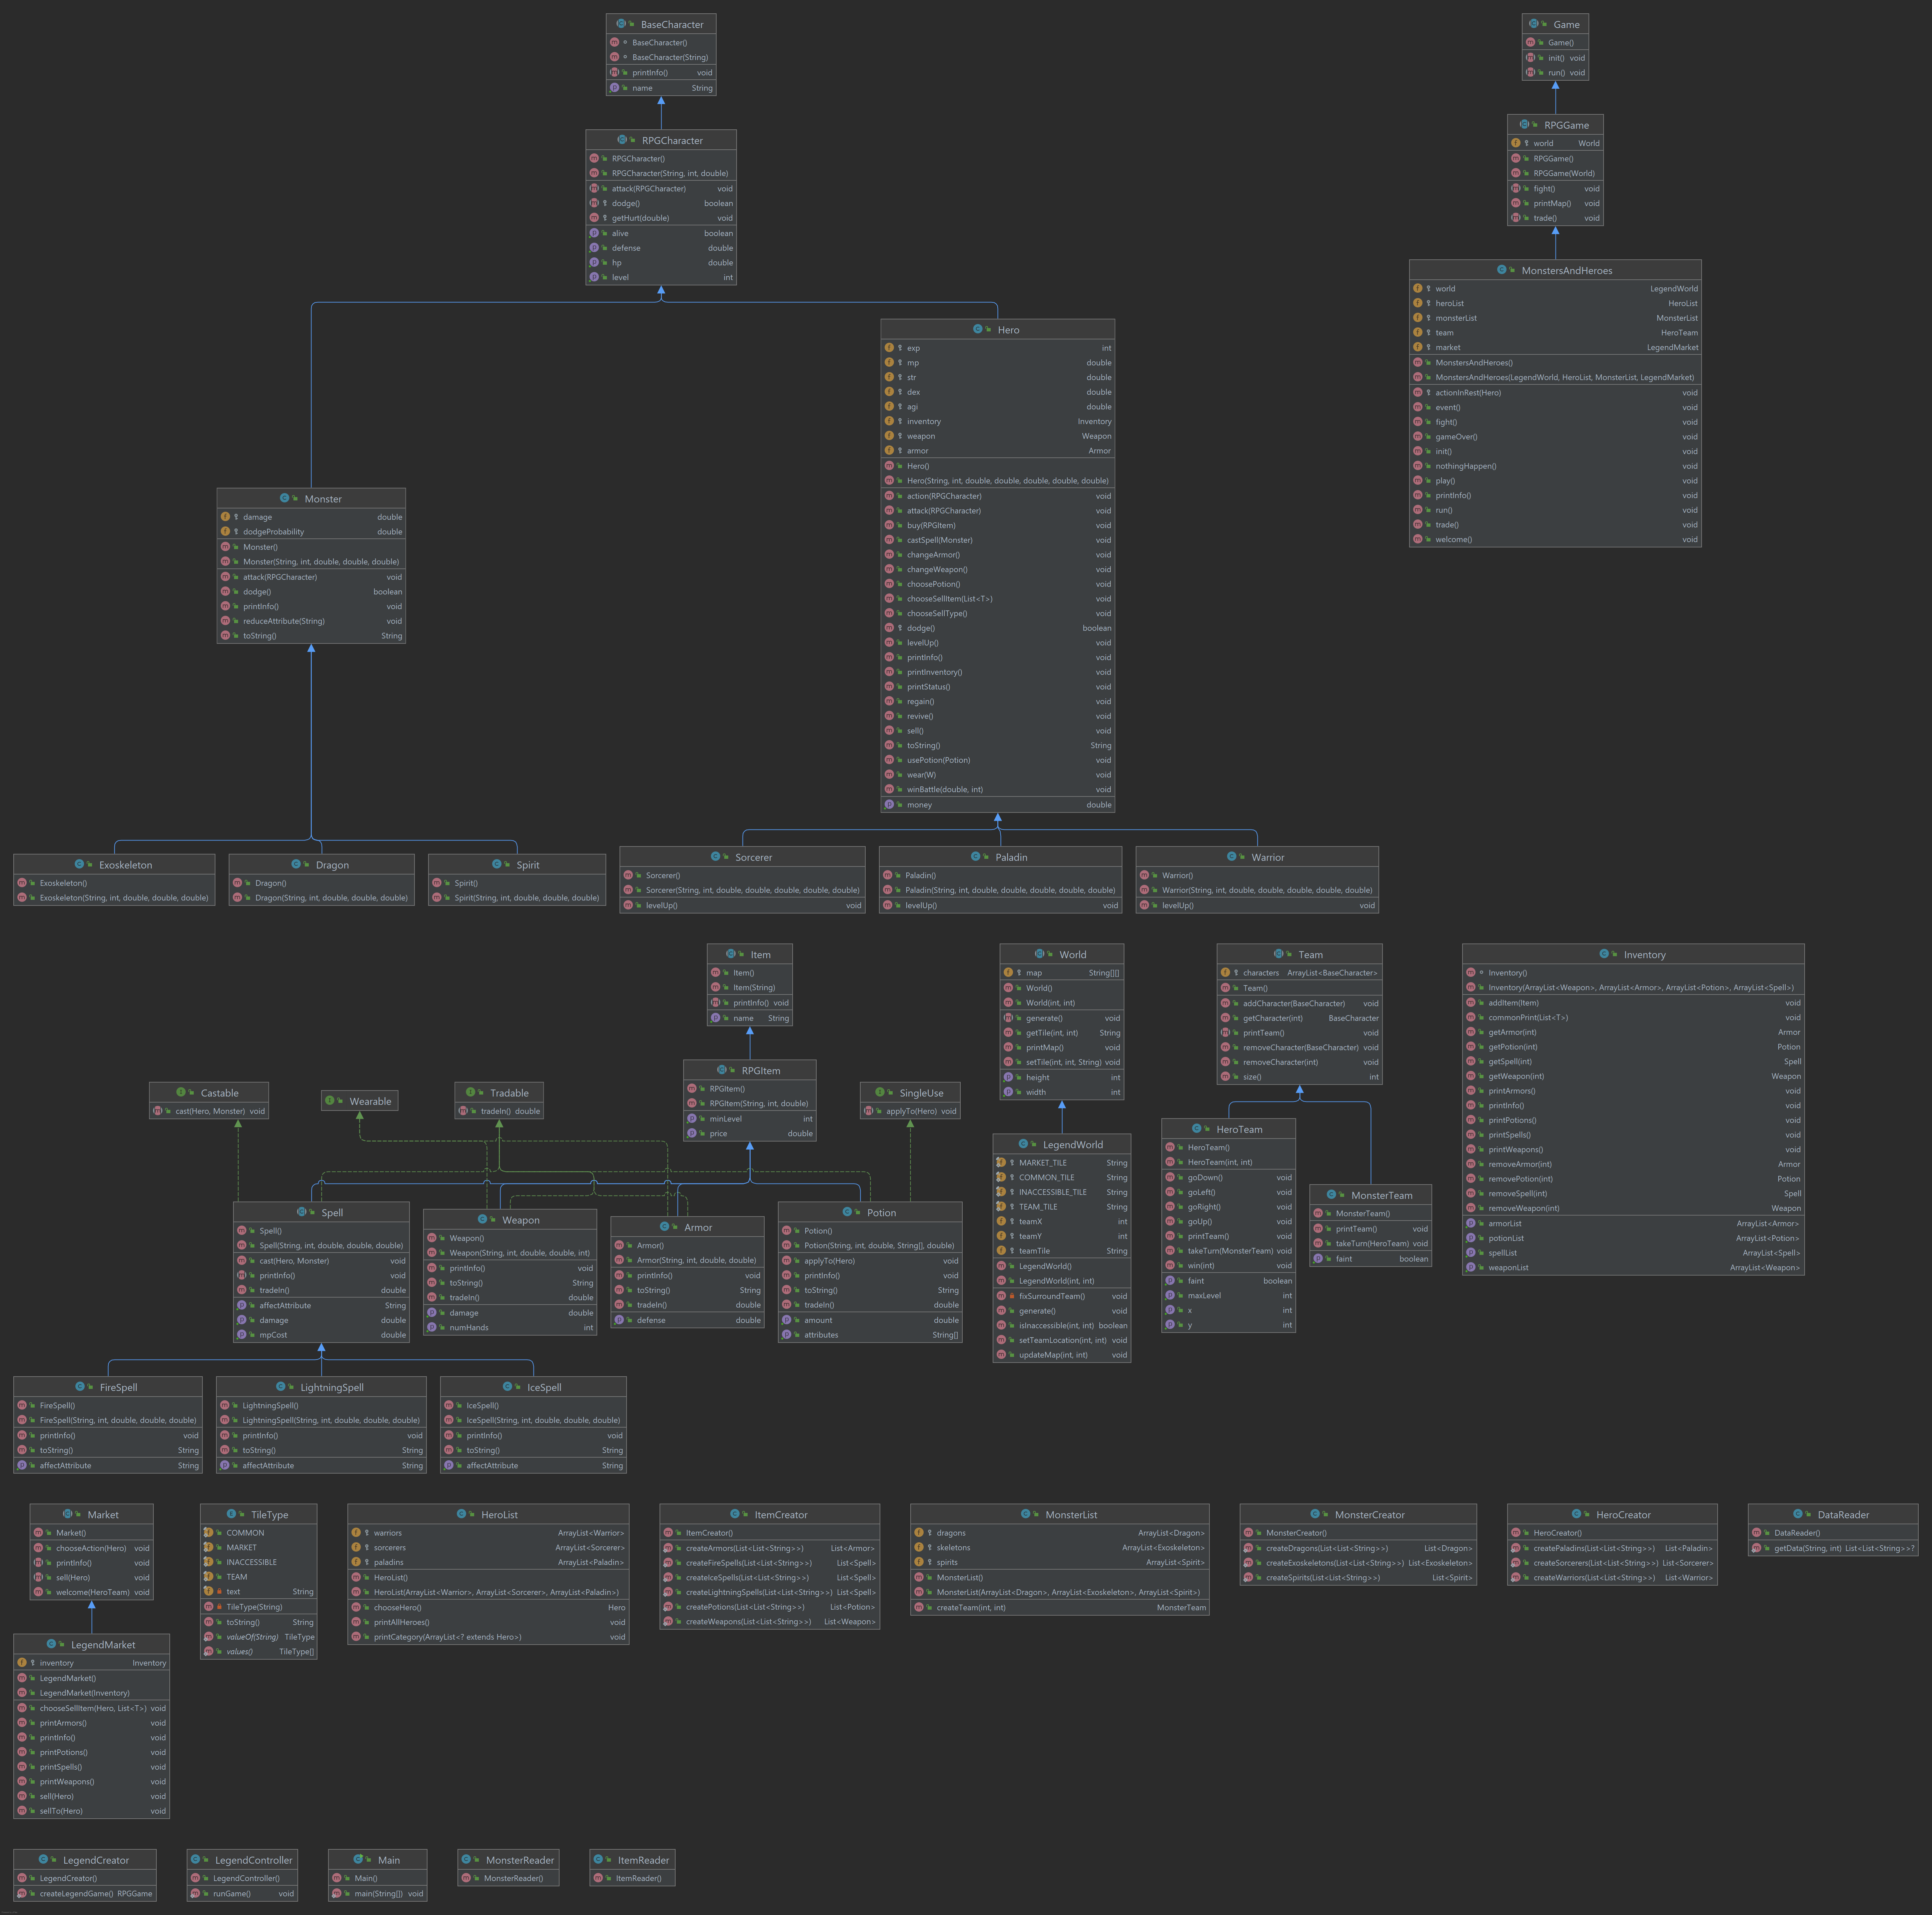 BaseCharacter
BaseCharacter()
BaseCharacter(String)
printInfo() void
name String
Game
Game()
init() void
run() void
RPGCharacter
RPGCharacter()
RPGCharacter(String, int, double)
attack(RPGCharacter) void
dodge() boolean
getHurt(double) void
alive boolean
defense double
hp double
level int
RPGGame
world World
RPGGame()
RPGGame(World)
fight() void
printMap() void
trade() void
MonstersAndHeroes
world LegendWorld
heroList HeroList
monsterList MonsterList
team HeroTeam
market LegendMarket
MonstersAndHeroes()
MonstersAndHeroes(LegendWorld, HeroList, MonsterList, LegendMarket)
actionInRest(Hero) void
event() void
fight() void
gameOver() void
init() void
nothingHappen() void
play() void
printInfo() void
run() void
trade() void
welcome() void
Hero
exp int
mp double
str double
dex double
agi double
inventory Inventory
weapon Weapon
armor Armor
Hero()
Hero(String, int, double, double, double, double, double)
action(RPGCharacter) void
attack(RPGCharacter) void
buy(RPGItem) void
castSpell(Monster) void
changeArmor() void
changeWeapon() void
choosePotion() void
chooseSellItem(List<T>) void
chooseSellType() void
dodge() boolean
levelUp() void
printInfo() void
printInventory() void
printStatus() void
regain() void
revive() void
sell() void
toString() String
usePotion(Potion) void
wear(W) void
winBattle(double, int) void
money double
Monster
damage double
dodgeProbability double
Monster()
Monster(String, int, double, double, double)
attack(RPGCharacter) void
dodge() boolean
printInfo() void
reduceAttribute(String) void
toString() String
Exoskeleton
Exoskeleton()
Exoskeleton(String, int, double, double, double)
Dragon
Dragon()
Dragon(String, int, double, double, double)
Spirit
Spirit()
Spirit(String, int, double, double, double)
Sorcerer
Sorcerer()
Sorcerer(String, int, double, double, double, double, double)
levelUp() void
Paladin
Paladin()
Paladin(String, int, double, double, double, double, double)
levelUp() void
Warrior
Warrior()
Warrior(String, int, double, double, double, double, double)
levelUp() void
Item
Item()
Item(String)
printInfo() void
name String
World
map String[][]
World()
World(int, int)
generate() void
getTile(int, int) String
printMap() void
setTile(int, int, String) void
height int
width int
Team
characters ArrayList<BaseCharacter>
Team()
addCharacter(BaseCharacter) void
getCharacter(int) BaseCharacter
printTeam() void
removeCharacter(BaseCharacter) void
removeCharacter(int) void
size() int
Inventory
Inventory()
Inventory(ArrayList<Weapon>, ArrayList<Armor>, ArrayList<Potion>, ArrayList<Spell>)
addItem(Item) void
commonPrint(List<T>) void
getArmor(int) Armor
getPotion(int) Potion
getSpell(int) Spell
getWeapon(int) Weapon
printArmors() void
printInfo() void
printPotions() void
printSpells() void
printWeapons() void
removeArmor(int) Armor
removePotion(int) Potion
removeSpell(int) Spell
removeWeapon(int) Weapon
armorList ArrayList<Armor>
potionList ArrayList<Potion>
spellList ArrayList<Spell>
weaponList ArrayList<Weapon>
Castable
cast(Hero, Monster) void
Wearable
Tradable
tradeIn() double
RPGItem
RPGItem()
RPGItem(String, int, double)
minLevel int
price double
SingleUse
applyTo(Hero) void
LegendWorld
MARKET_TILE String
COMMON_TILE String
INACCESSIBLE_TILE String
TEAM_TILE String
teamX int
teamY int
teamTile String
LegendWorld()
LegendWorld(int, int)
fixSurroundTeam() void
generate() void
isInaccessible(int, int) boolean
setTeamLocation(int, int) void
updateMap(int, int) void
HeroTeam
HeroTeam()
HeroTeam(int, int)
goDown() void
goLeft() void
goRight() void
goUp() void
printTeam() void
takeTurn(MonsterTeam) void
win(int) void
faint boolean
maxLevel int
x int
y int
MonsterTeam
MonsterTeam()
printTeam() void
takeTurn(HeroTeam) void
faint boolean
Spell
Spell()
Spell(String, int, double, double, double)
cast(Hero, Monster) void
printInfo() void
tradeIn() double
affectAttribute String
damage double
mpCost double
Weapon
Weapon()
Weapon(String, int, double, double, int)
printInfo() void
toString() String
tradeIn() double
damage double
numHands int
Armor
Armor()
Armor(String, int, double, double)
printInfo() void
toString() String
tradeIn() double
defense double
Potion
Potion()
Potion(String, int, double, String[], double)
applyTo(Hero) void
printInfo() void
toString() String
tradeIn() double
amount double
attributes String[]
FireSpell
FireSpell()
FireSpell(String, int, double, double, double)
printInfo() void
toString() String
affectAttribute String
LightningSpell
LightningSpell()
LightningSpell(String, int, double, double, double)
printInfo() void
toString() String
affectAttribute String
IceSpell
IceSpell()
IceSpell(String, int, double, double, double)
printInfo() void
toString() String
affectAttribute String
Market
Market()
chooseAction(Hero) void
printInfo() void
sell(Hero) void
welcome(HeroTeam) void
TileType
COMMON
MARKET
INACCESSIBLE
TEAM
text String
TileType(String)
toString() String
valueOf(String) TileType
values() TileType[]
HeroList
warriors ArrayList<Warrior>
sorcerers ArrayList<Sorcerer>
paladins ArrayList<Paladin>
HeroList()
HeroList(ArrayList<Warrior>, ArrayList<Sorcerer>, ArrayList<Paladin>)
chooseHero() Hero
printAllHeroes() void
printCategory(ArrayList<? extends Hero>) void
ItemCreator
ItemCreator()
createArmors(List<List<String>>) List<Armor>
createFireSpells(List<List<String>>) List<Spell>
createIceSpells(List<List<String>>) List<Spell>
createLightningSpells(List<List<String>>) List<Spell>
createPotions(List<List<String>>) List<Potion>
createWeapons(List<List<String>>) List<Weapon>
MonsterList
dragons ArrayList<Dragon>
skeletons ArrayList<Exoskeleton>
spirits ArrayList<Spirit>
MonsterList()
MonsterList(ArrayList<Dragon>, ArrayList<Exoskeleton>, ArrayList<Spirit>)
createTeam(int, int) MonsterTeam
MonsterCreator
MonsterCreator()
createDragons(List<List<String>>) List<Dragon>
createExoskeletons(List<List<String>>) List<Exoskeleton>
createSpirits(List<List<String>>) List<Spirit>
HeroCreator
HeroCreator()
createPaladins(List<List<String>>) List<Paladin>
createSorcerers(List<List<String>>) List<Sorcerer>
createWarriors(List<List<String>>) List<Warrior>
DataReader
DataReader()
getData(String, int) List<List<String>>?
LegendMarket
inventory Inventory
LegendMarket()
LegendMarket(Inventory)
chooseSellItem(Hero, List<T>) void
printArmors() void
printInfo() void
printPotions() void
printSpells() void
printWeapons() void
sell(Hero) void
sellTo(Hero) void
LegendCreator
LegendCreator()
createLegendGame() RPGGame
LegendController
LegendController()
runGame() void
Main
Main()
main(String[]) void
MonsterReader
MonsterReader()
ItemReader
ItemReader()